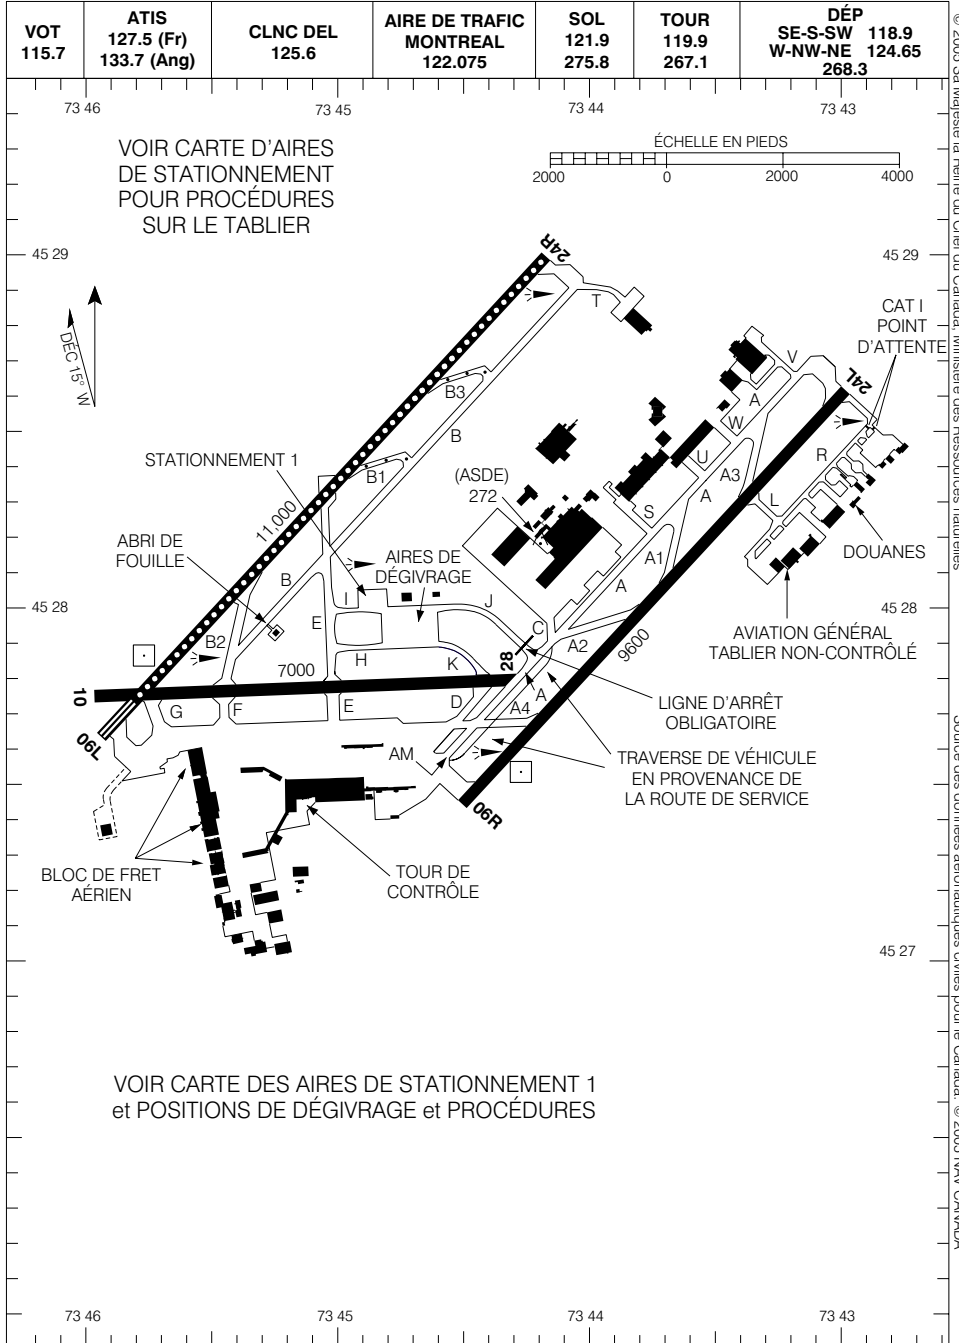 VOT
115.7
ATIS
127.5 (Fr)
133.7 (Ang)
CLNC DEL
125.6
AIRE DE TRAFIC
MONTREAL
122.075
SOL
121.9
275.8
TOUR
119.9
267.1
DÉP
SE-S-SW 118.9
W-NW-NE 124.65
268.3
73 46
73 45
73 44
73 43
VOIR CARTE D'AIRES
DE STATIONNEMENT
POUR PROCÉDURES
SUR LE TABLIER
ÉCHELLE EN PIEDS
2000
0
2000
4000
45 29
45 29
DÉC 15° W
24R
T
CAT I
POINT
D'ATTENTE
V
24L
B3
A
B
W
STATIONNEMENT 1
B1
U
R
A3
(ASDE)
272
A
L
S
11,000
ABRI DE
FOUILLE
AIRES DE
DÉGIVRAGE
A1
DOUANES
B
A
I
J
45 28
45 28
E
C
B2
A2
9600
AVIATION GÉNÉRAL
TABLIER NON-CONTRÔLÉ
H
K
28
7000
10
A
LIGNE D'ARRÊT
OBLIGATOIRE
G
F
E
D
A4
06L
AM
TRAVERSE DE VÉHICULE
EN PROVENANCE DE
LA ROUTE DE SERVICE
06R
BLOC DE FRET
AÉRIEN
TOUR DE
CONTRÔLE
45 27
VOIR CARTE DES AIRES DE STATIONNEMENT 1
et POSITIONS DE DÉGIVRAGE et PROCÉDURES
73 46
73 45
73 44
73 43